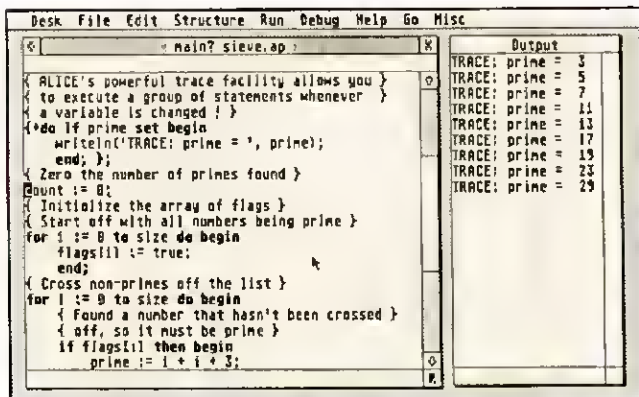 Desk File Edit Structure Run Debug Help Go Misc
main? sieve.ap
{ ALICE's powerful trace facility allows you }
{ to execute a group of statements whenever }
{ a variable is changed ! }
{+do if prime set begin
writeln('TRACE: prime = ', prime);
end; };
{ Zero the number of primes found }
count := 0;
{ Initialize the array of flags }
{ Start off with all numbers being prime }
for i := 0 to size do begin
flags[i] := true;
end;
{ Cross non-primes off the list }
for i := 0 to size do begin
{ Found a number that hasn't been crossed }
{ off, so it must be prime }
if flags[i] then begin
prime := i + i + 3;
Output
TRACE: prime = 3
TRACE: prime = 5
TRACE: prime = 7
TRACE: prime = 11
TRACE: prime = 13
TRACE: prime = 17
TRACE: prime = 19
TRACE: prime = 23
TRACE: prime = 29